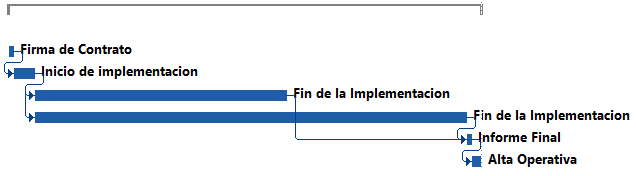 Firma de Contrato
Inicio de implementacion
Fin de la Implementacion
Fin de la Implementacion
Informe Final
Alta Operativa